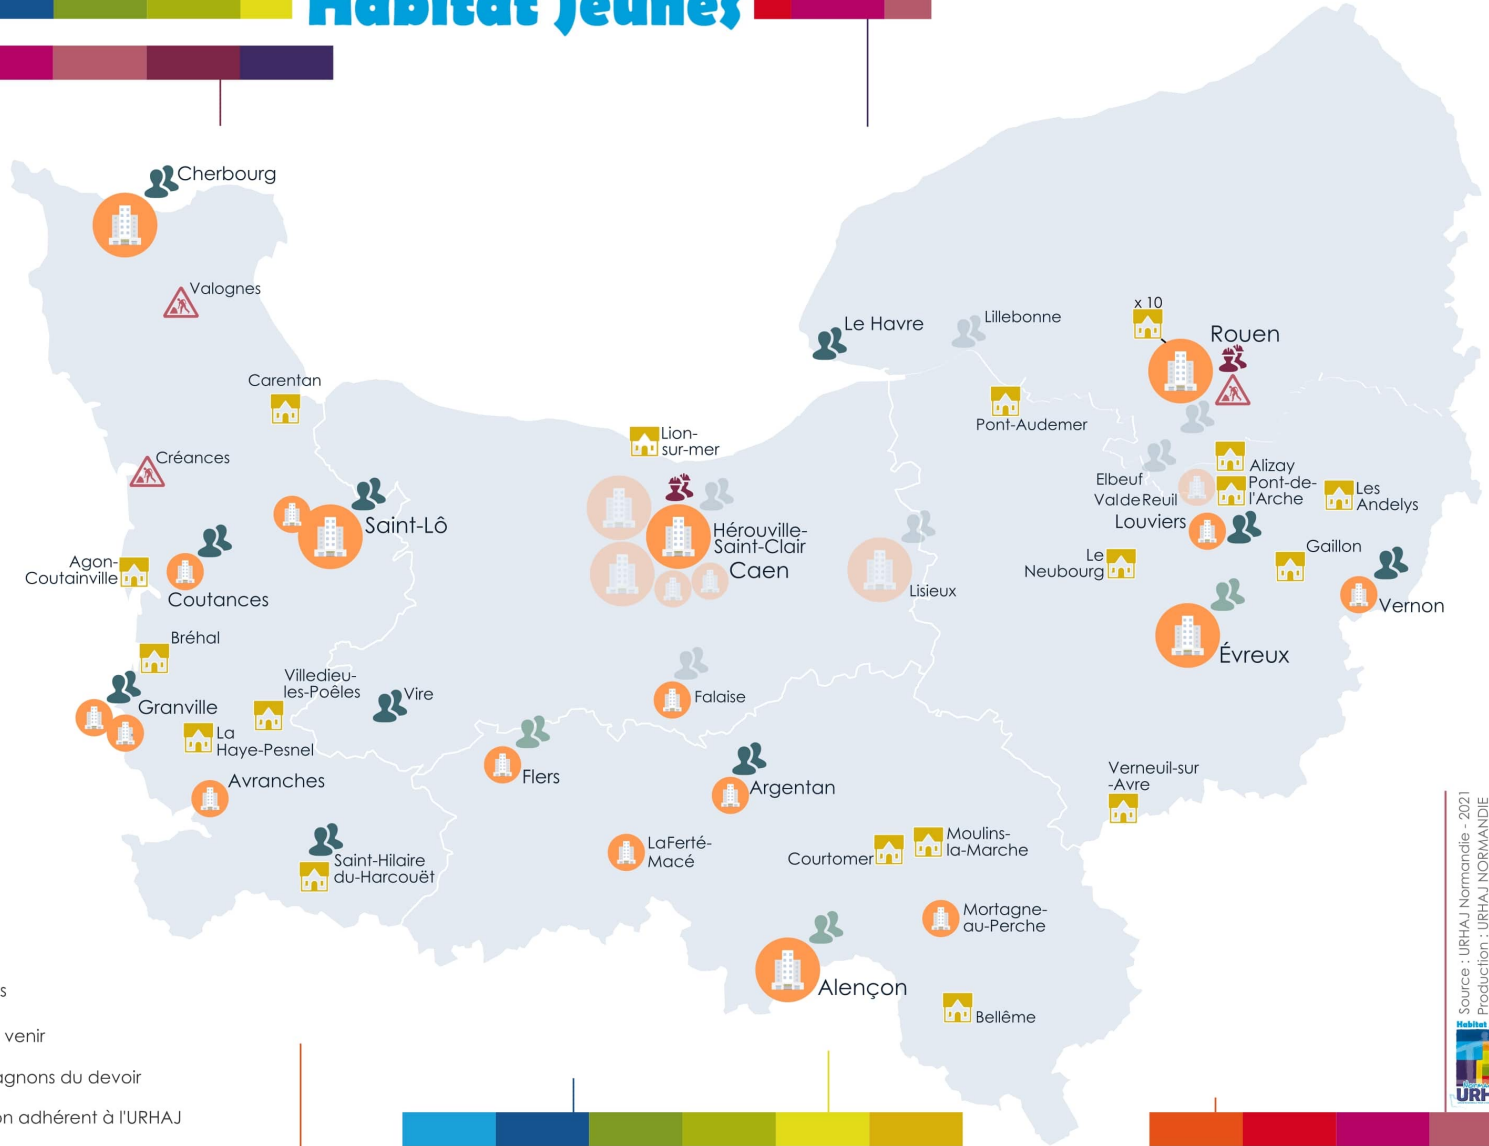 Habitat Jeunes
Cherbourg
Valognes
Carentan
Créances
Saint-Lô
Agon-
Coutainville
Coutances
Bréhal
Granville
Villedieu-
les-Poêles
Vire
La
Haye-Pesnel
Avranches
Saint-Hilaire
du-Harcouët
Lion-
sur-mer
Hérouville-
Saint-Clair
Caen
Lisieux
Falaise
Flers
Argentan
LaFerté-
Macé
Courtomer
Moulins-
la-Marche
Mortagne-
au-Perche
Alençon
Bellême
Le Havre
Lillebonne
x 10
Rouen
Pont-Audemer
Elbeuf
ValdeReuil
Louviers
Alizay
Pont-de-
l'Arche
Les
Andelys
Le
Neubourg
Gaillon
Vernon
Évreux
Verneuil-sur
-Avre
s
venir
agnons du devoir
on adhérent à l'URHAJ
Source : URHAJ Normandie - 2021
Production : URHAJ NORMANDIE
Habitat
URH